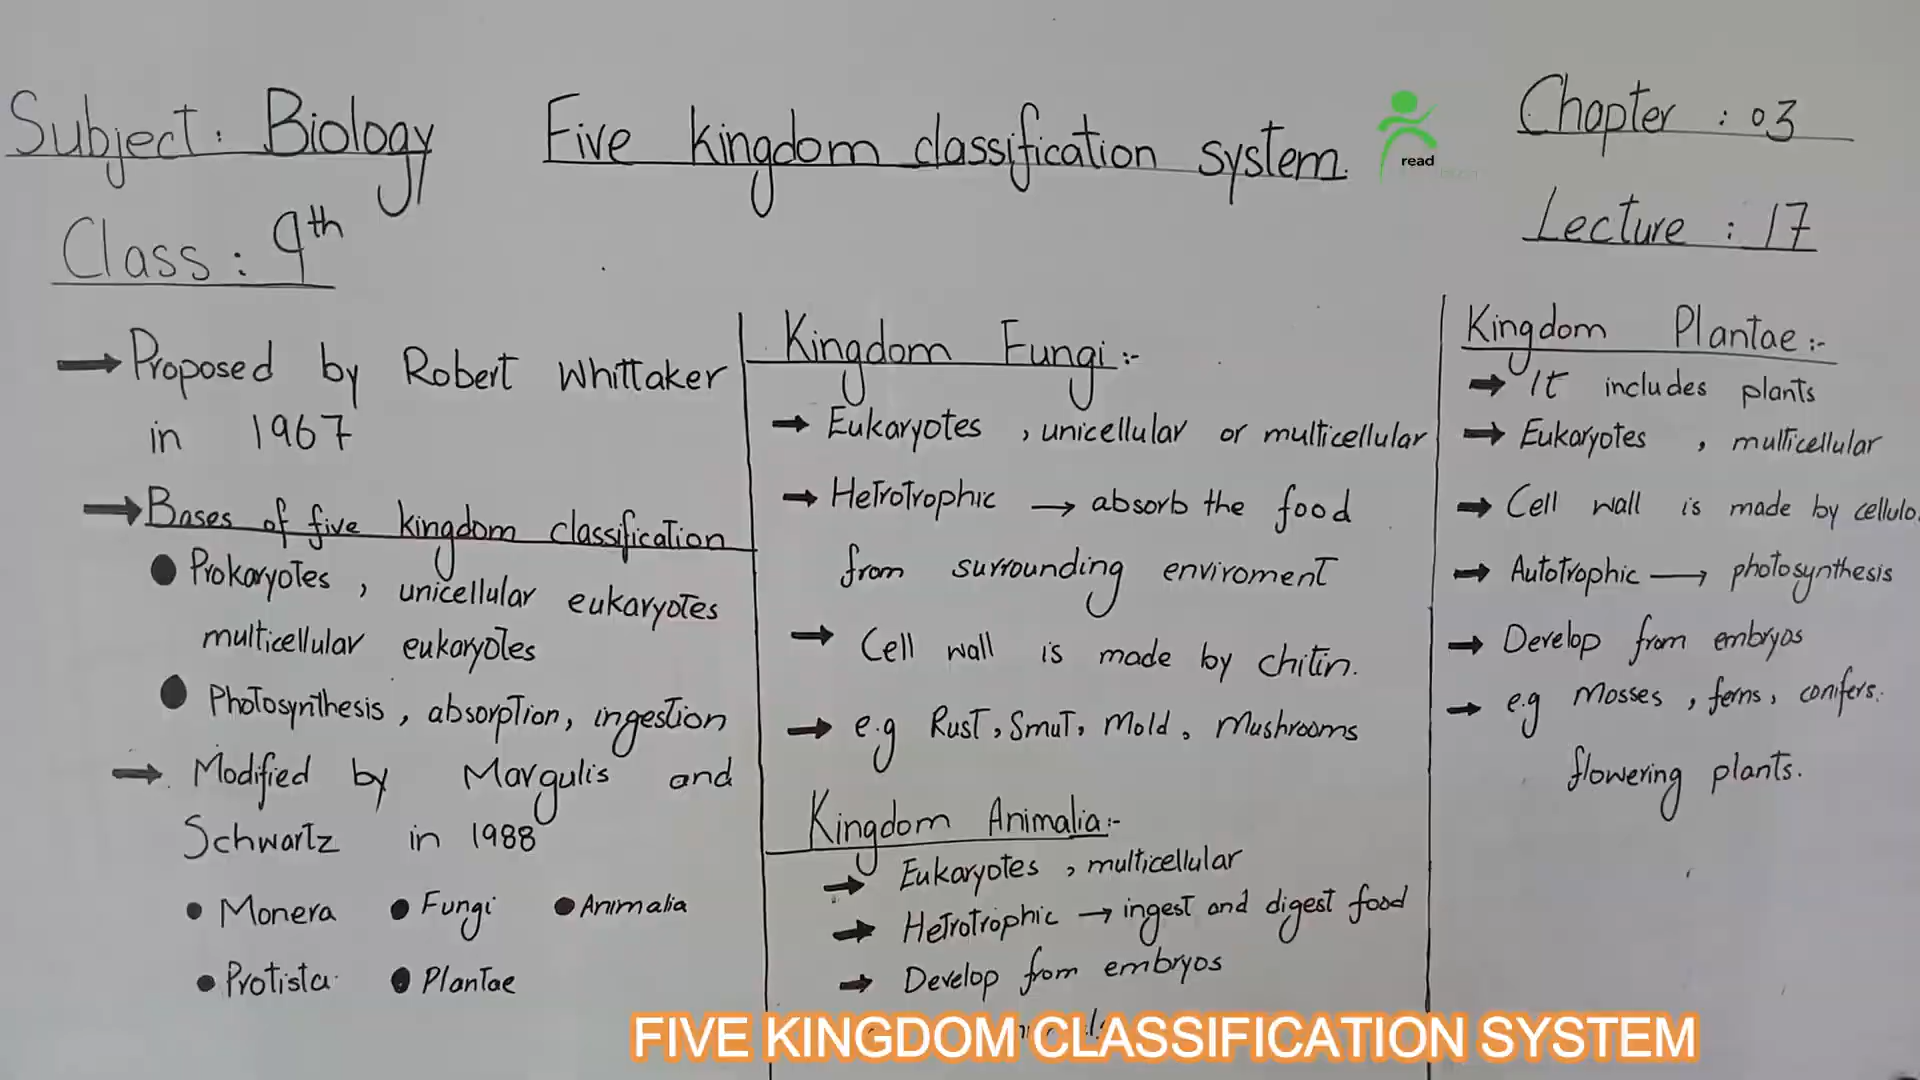 Subject: Biology
Five kingdom classification system.
read
Chapter : 03
Lecture : 17
Class : 9th
→ Proposed by Robert Whittaker
in 1967
→ Bases of five kingdom classification
● Prokaryotes , unicellular eukaryotes
multicellular eukaryotes
● Photosynthesis, absorption, ingestion
→ Modified by Margulis and
Schwartz in 1988
● Monera ● Fungi ● Animalia
● Protista ● Plantae
Kingdom Fungi :-
→ Eukaryotes , unicellular or multicellular
→ Hetrotrophic → absorb the food
from surrounding enviroment
→ Cell wall is made by chitin.
→ e.g Rust, Smut, Mold, Mushrooms
Kingdom Animalia:-
→ Eukaryotes , multicellular
→ Hetrotrophic → ingest and digest food
→ Develop from embryos
Kingdom Plantae :-
→ It includes plants
→ Eukaryotes , multicellular
→ Cell wall is made by cellulo
→ Autotrophic → photosynthesis
→ Develop from embryos
→ e.g Mosses , ferns, conifers.
flowering plants.
FIVE KINGDOM CLASSIFICATION SYSTEM